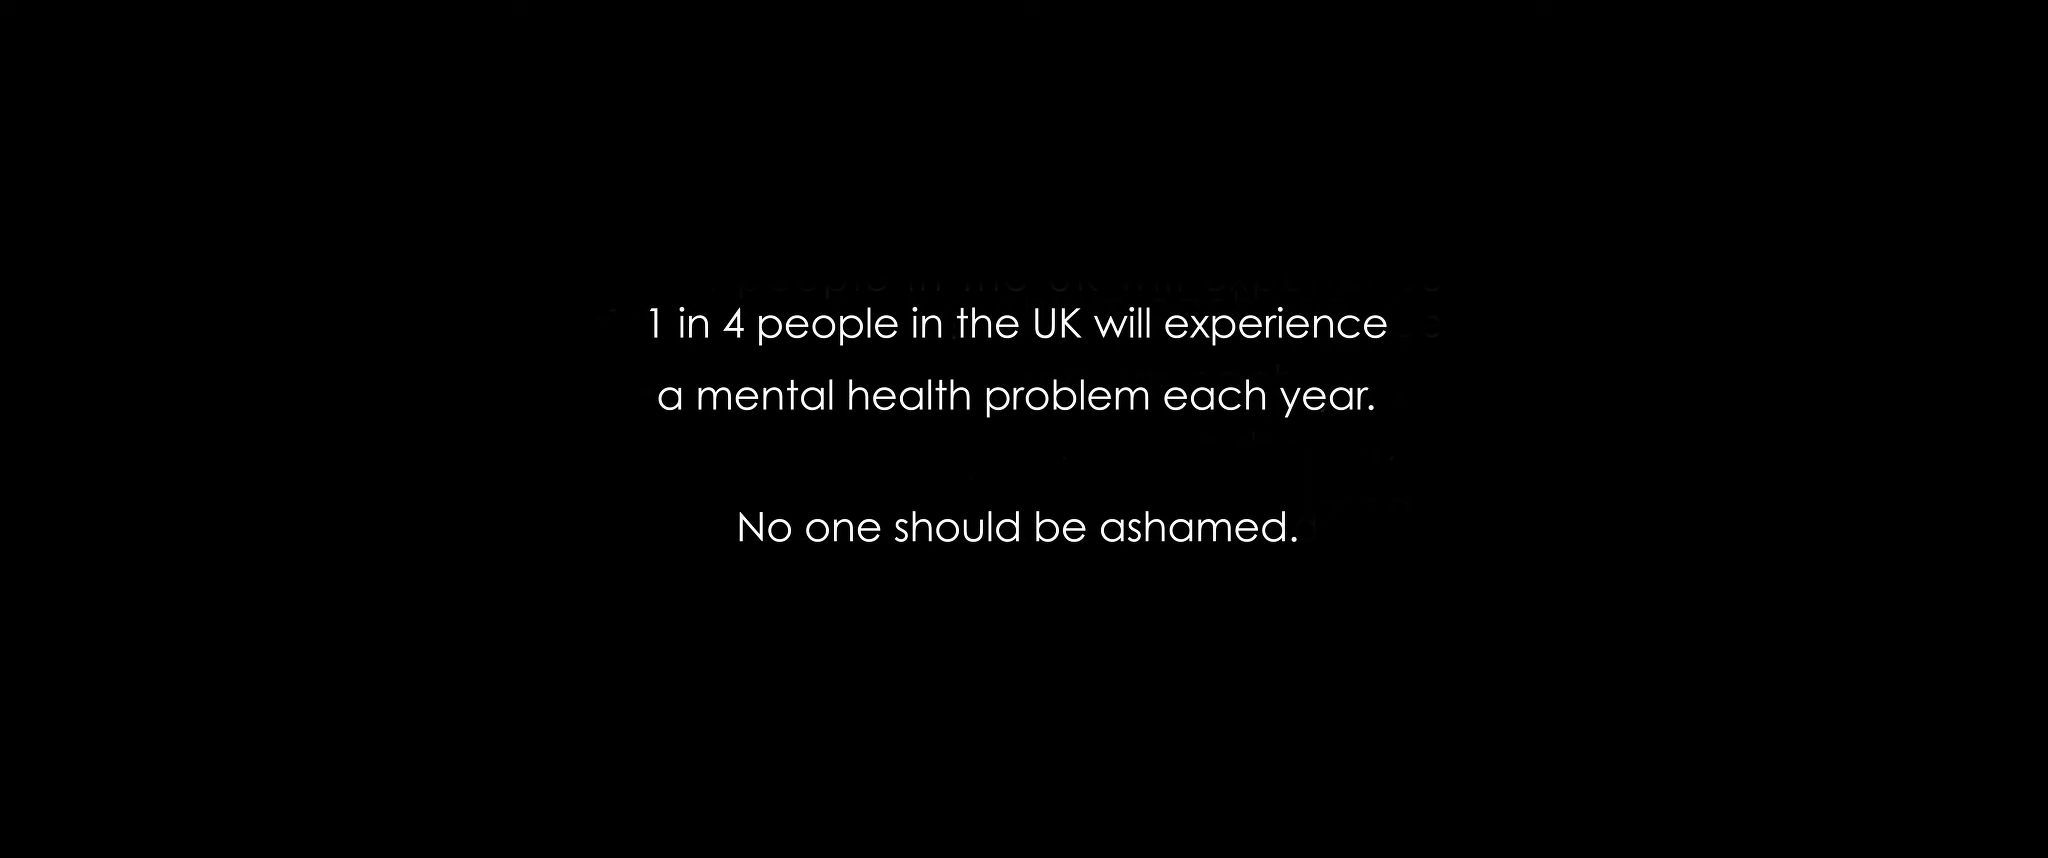 1 in 4 people in the UK will experience
a mental health problem each year.
No one should be ashamed.